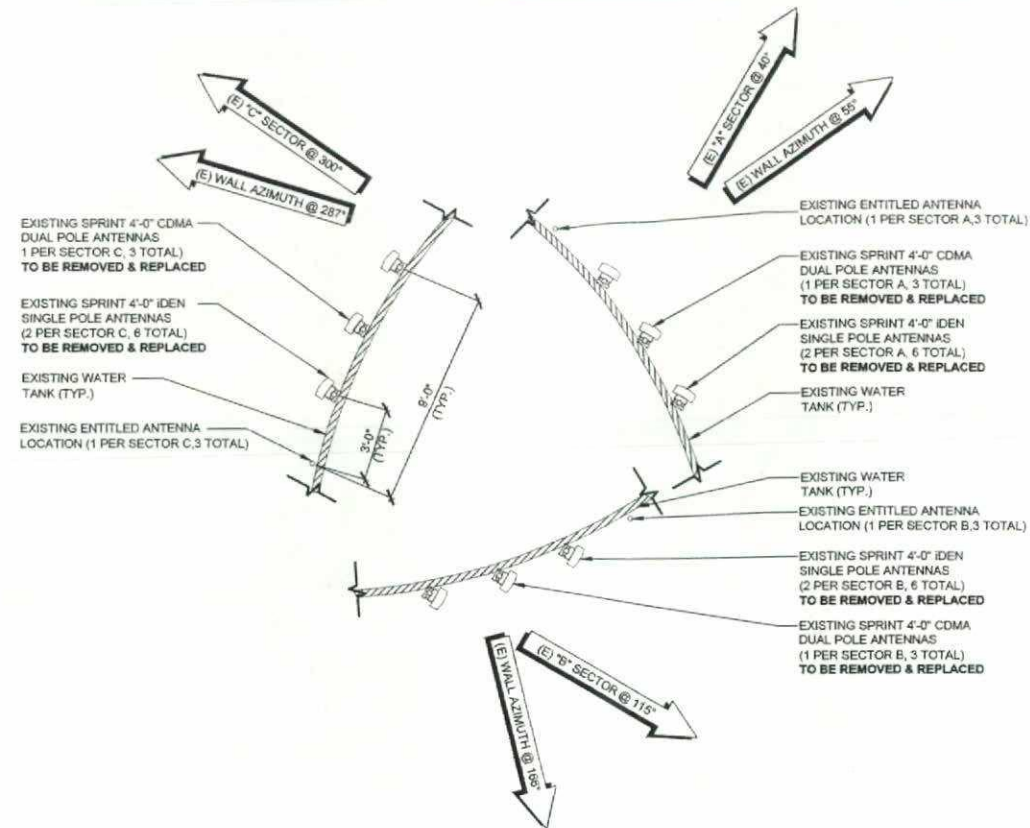 (E) "C" SECTOR @ 300°
(E) WALL AZIMUTH @ 287°
(E) "A" SECTOR @ 40°
(E) WALL AZIMUTH @ 55°
EXISTING SPRINT 4'-0" CDMA
DUAL POLE ANTENNAS
1 PER SECTOR C, 3 TOTAL)
TO BE REMOVED & REPLACED
EXISTING SPRINT 4'-0" iDEN
SINGLE POLE ANTENNAS
(2 PER SECTOR C, 6 TOTAL)
TO BE REMOVED & REPLACED
EXISTING WATER
TANK (TYP.)
EXISTING ENTITLED ANTENNA
LOCATION (1 PER SECTOR C,3 TOTAL)
3'-0"
(TYP.)
8'-0"
(TYP.)
EXISTING ENTITLED ANTENNA
LOCATION (1 PER SECTOR A,3 TOTAL)
EXISTING SPRINT 4'-0" CDMA
DUAL POLE ANTENNAS
(1 PER SECTOR A, 3 TOTAL)
TO BE REMOVED & REPLACED
EXISTING SPRINT 4'-0" iDEN
SINGLE POLE ANTENNAS
(2 PER SECTOR A, 6 TOTAL)
TO BE REMOVED & REPLACED
EXISTING WATER
TANK (TYP.)
EXISTING WATER
TANK (TYP.)
EXISTING ENTITLED ANTENNA
LOCATION (1 PER SECTOR B,3 TOTAL)
EXISTING SPRINT 4'-0" iDEN
SINGLE POLE ANTENNAS
(2 PER SECTOR B, 6 TOTAL)
TO BE REMOVED & REPLACED
EXISTING SPRINT 4'-0" CDMA
DUAL POLE ANTENNAS
(1 PER SECTOR B, 3 TOTAL)
TO BE REMOVED & REPLACED
(E) "B" SECTOR @ 115°
(E) WALL AZIMUTH @ 166°